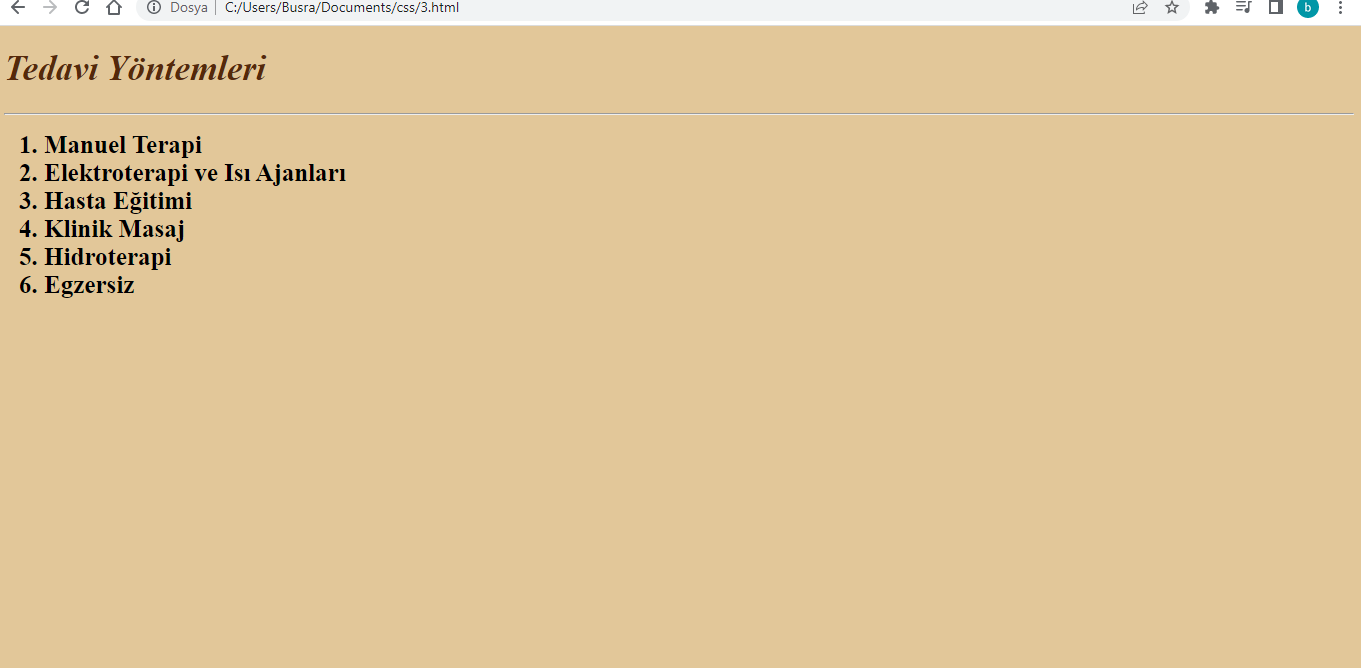 Dosya C:/Users/Busra/Documents/css/3.html
b
Tedavi Yöntemleri
1. Manuel Terapi
2. Elektroterapi ve Isı Ajanları
3. Hasta Eğitimi
4. Klinik Masaj
5. Hidroterapi
6. Egzersiz